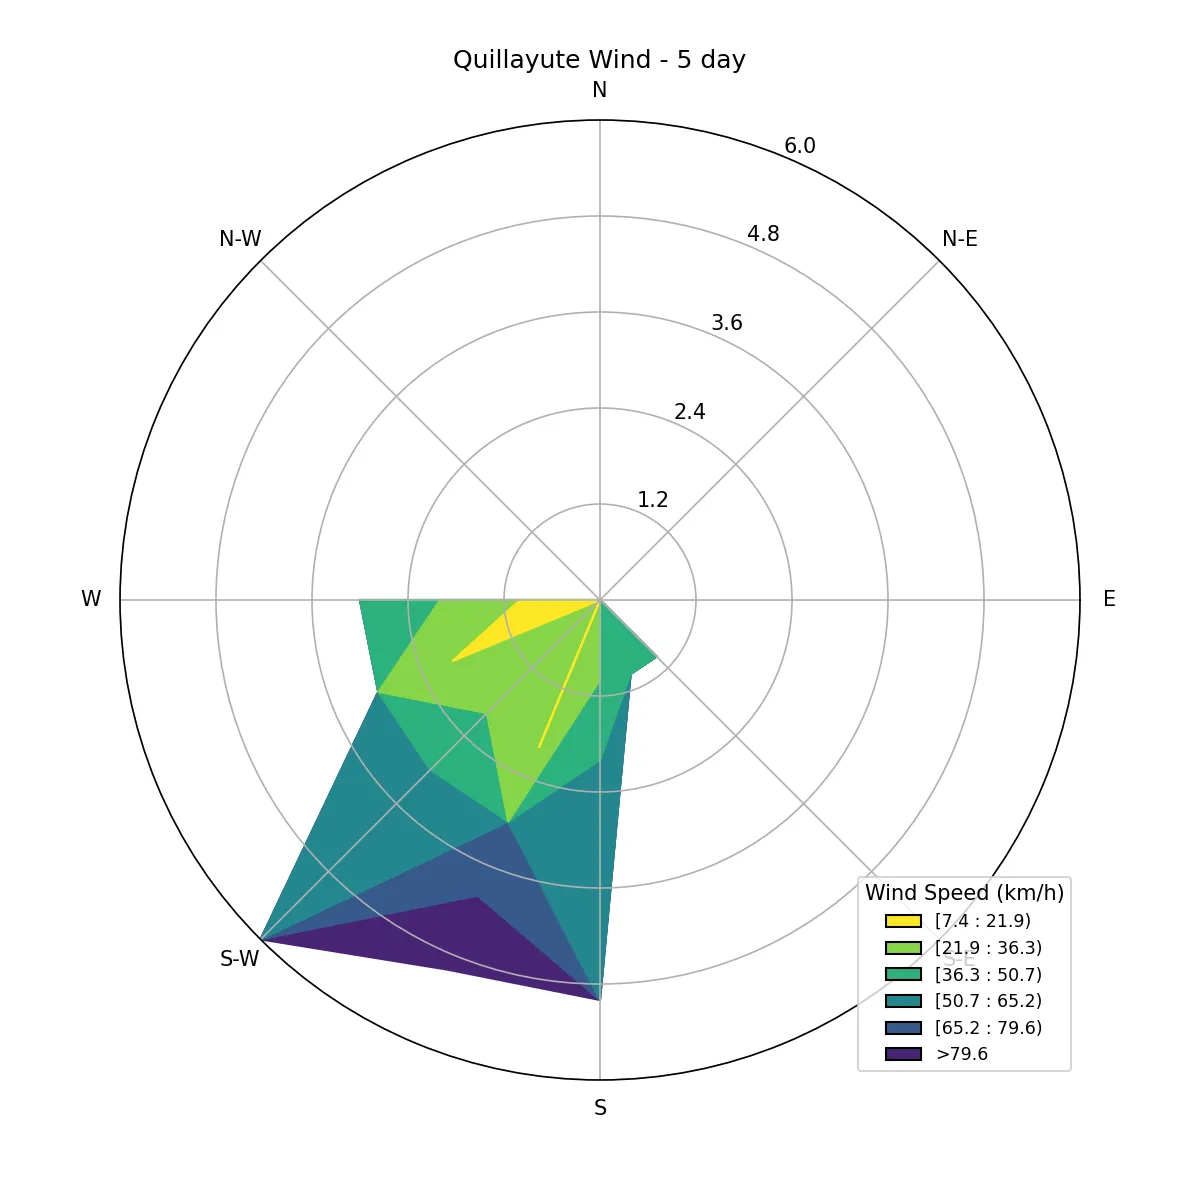 Quillayute Wind - 5 day
N
6.0
N-W
N-E
4.8
3.6
2.4
1.2
W
E
Wind Speed (km/h)
[7.4 : 21.9)
[21.9 : 36.3)
S-W
S-E
[36.3 : 50.7)
[50.7 : 65.2)
[65.2 : 79.6)
>79.6
S